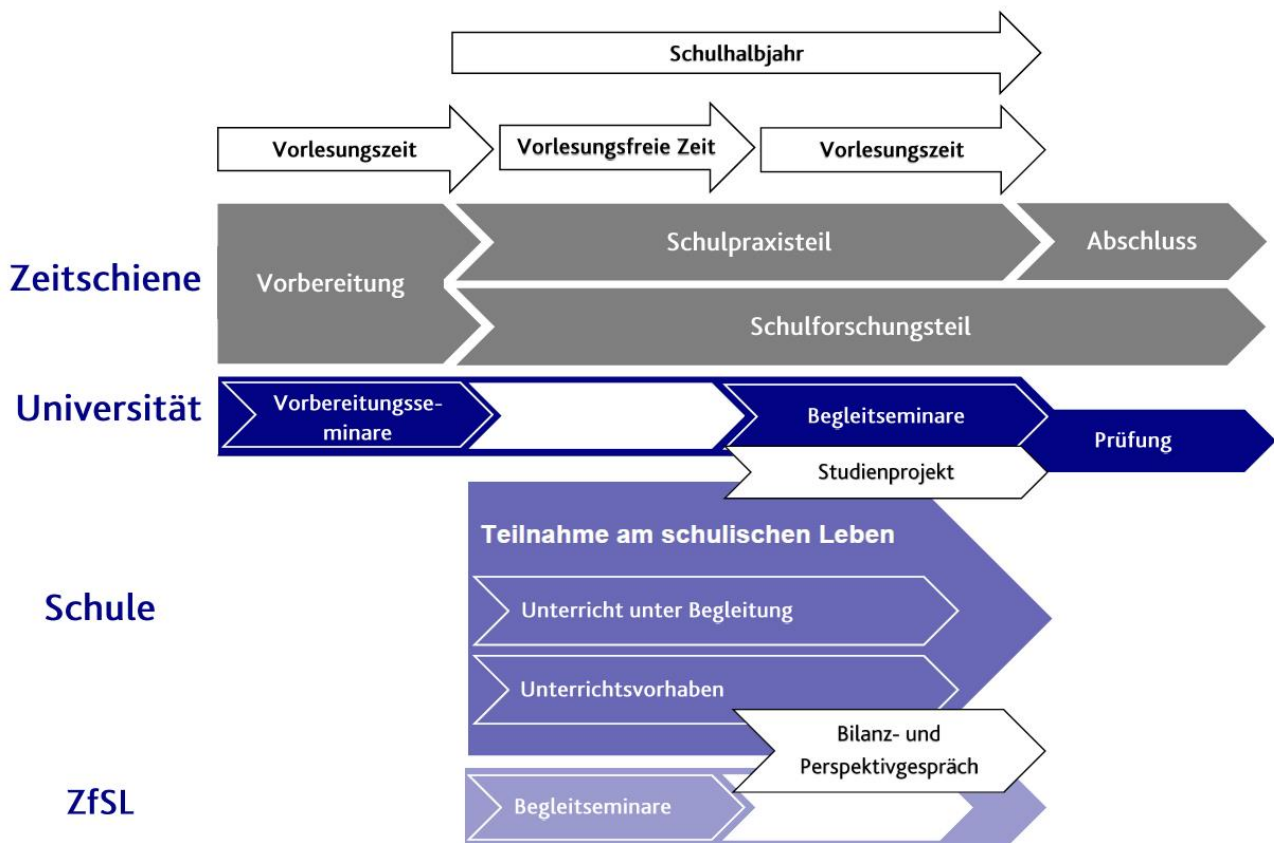 Schulhalbjahr
Vorlesungszeit
Vorlesungsfreie Zeit
Vorlesungszeit
Zeitschiene
Vorbereitung
Schulpraxisteil
Abschluss
Schulforschungsteil
Universität
Vorbereitungsse-
minare
Begleitseminare
Prüfung
Studienprojekt
Schule
Teilnahme am schulischen Leben
Unterricht unter Begleitung
Unterrichtsvorhaben
Bilanz- und
Perspektivgespräch
ZfSL
Begleitseminare